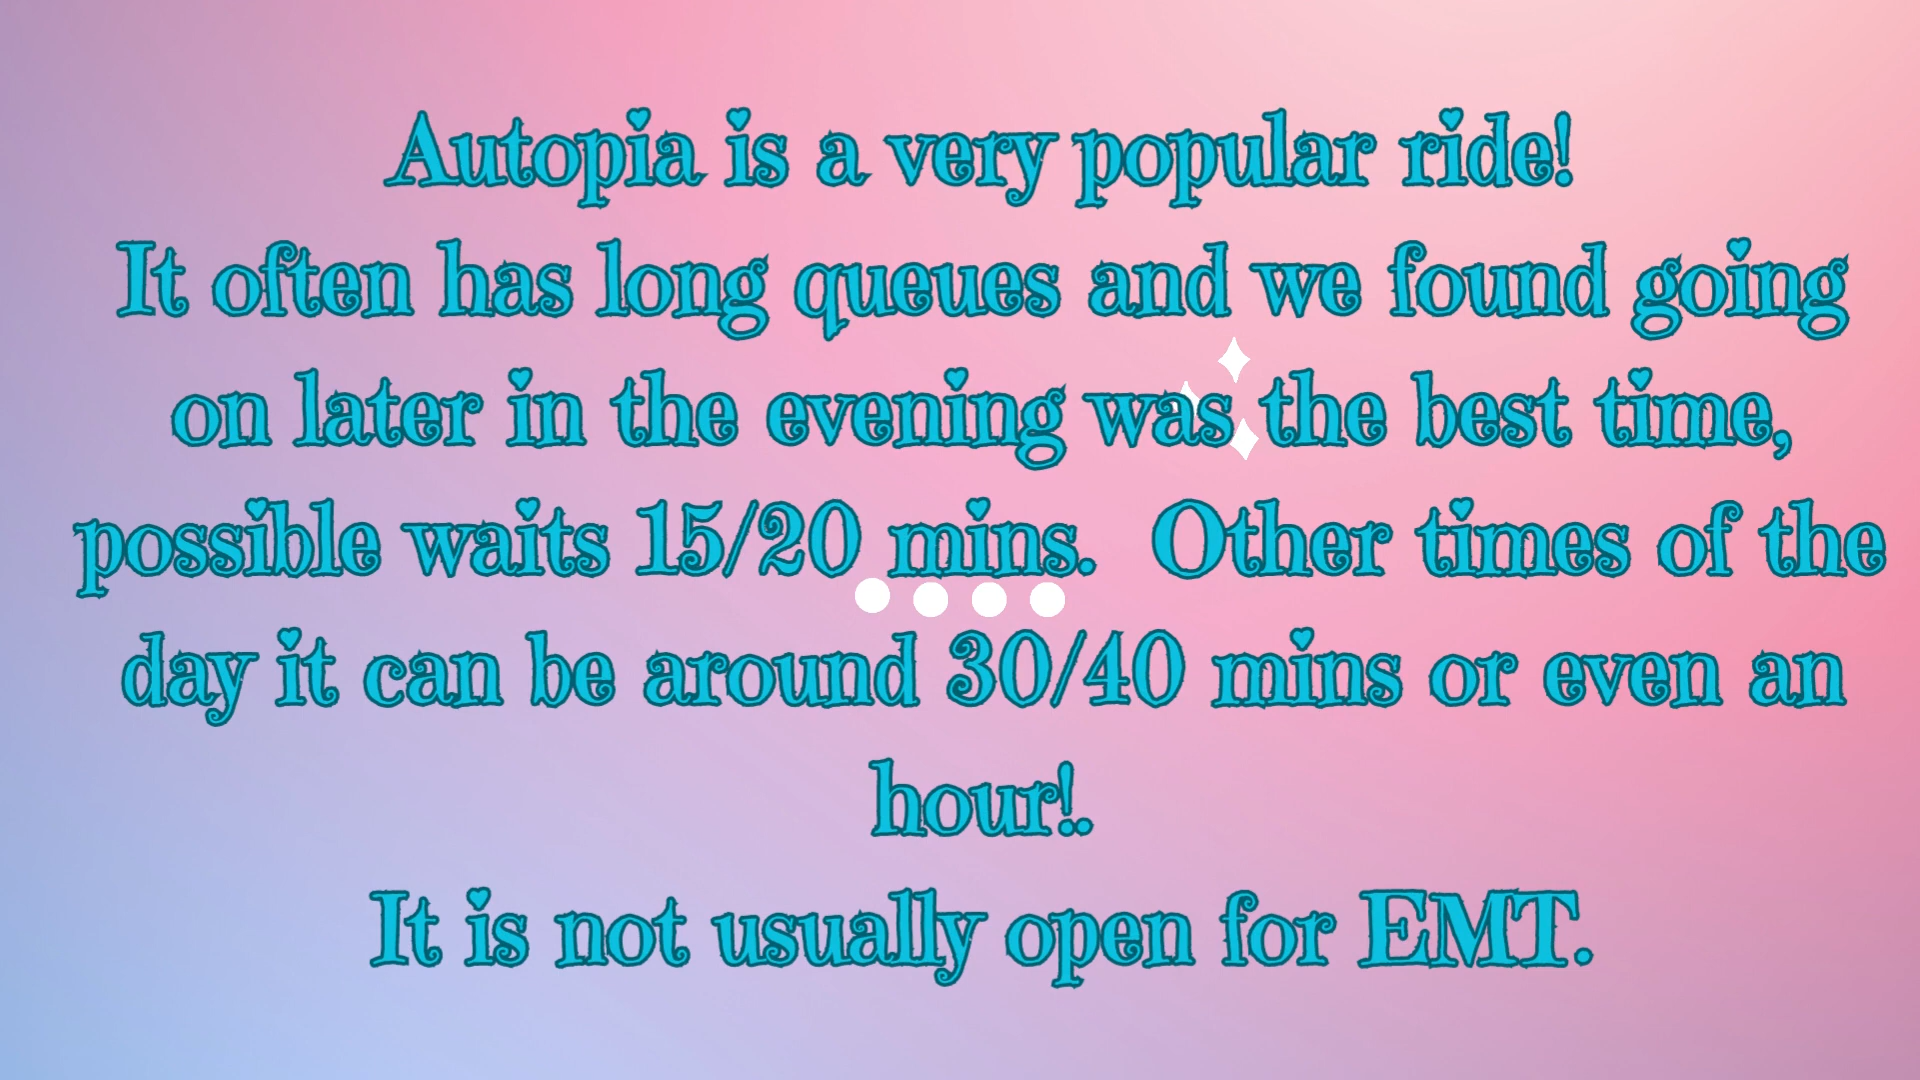 Autopia is a very popular ride!
It often has long queues and we found going
on later in the evening was the best time,
possible waits 15/20 mins.  Other times of the
day it can be around 30/40 mins or even an
hour!.
It is not usually open for EMT.